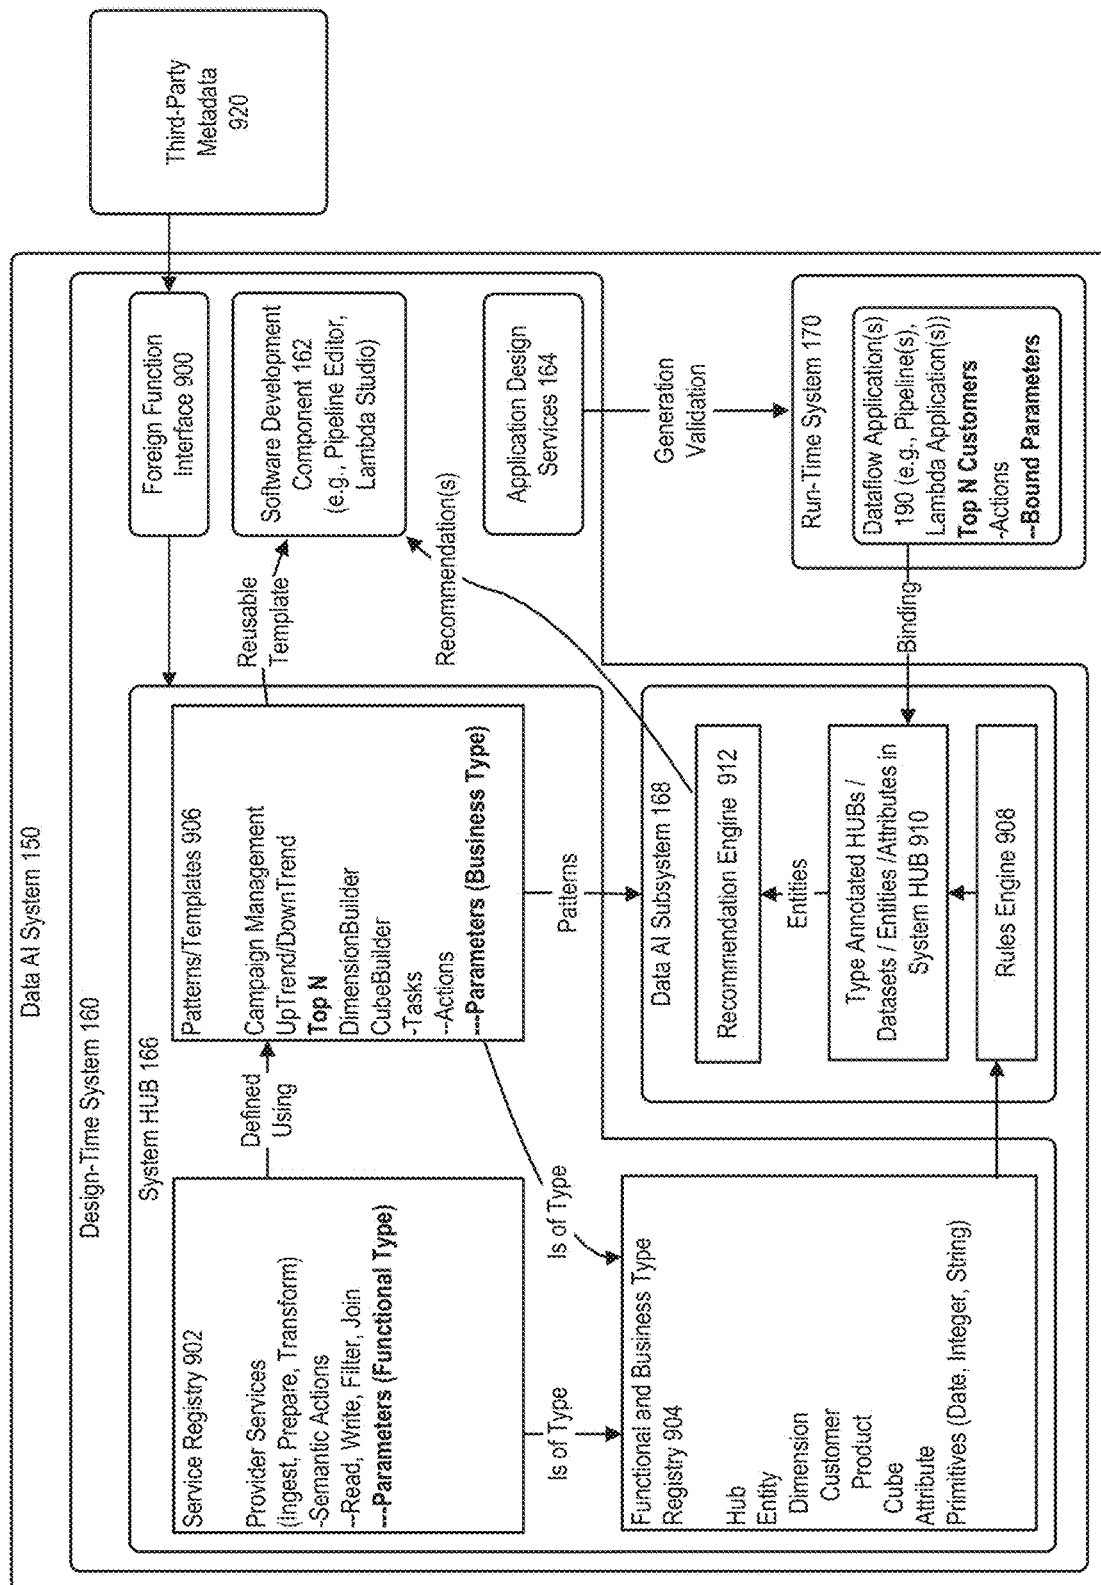 Data AI System 150
Design-Time System 160
System HUB 166
Service Registry 902
Provider Services
(Ingest, Prepare, Transform)
-Semantic Actions
--Read, Write, Filter, Join
---Parameters (Functional Type)
Defined
Using
Patterns/Templates 906
Campaign Management
UpTrend/DownTrend
Top N
DimensionBuilder
CubeBuilder
-Tasks
--Actions
---Parameters (Business Type)
Reusable
Template
Foreign Function
Interface 900
Third-Party
Metadata
920
Software Development
Component 162
(e.g., Pipeline Editor,
Lambda Studio)
Recommendation(s)
Application Design
Services 164
Is of Type
Is of Type
Patterns
Generation
Validation
Functional and Business Type
Registry 904
Hub
Entity
Dimension
Customer
Product
Cube
Attribute
Primitives (Date, Integer, String)
Data AI Subsystem 168
Recommendation Engine 912
Entities
Type Annotated HUBs /
Datasets / Entities /Attributes in
System HUB 910
Rules Engine 908
Binding
Run-Time System 170
Dataflow Application(s)
190 (e.g., Pipeline(s),
Lambda Application(s))
Top N Customers
-Actions
--Bound Parameters